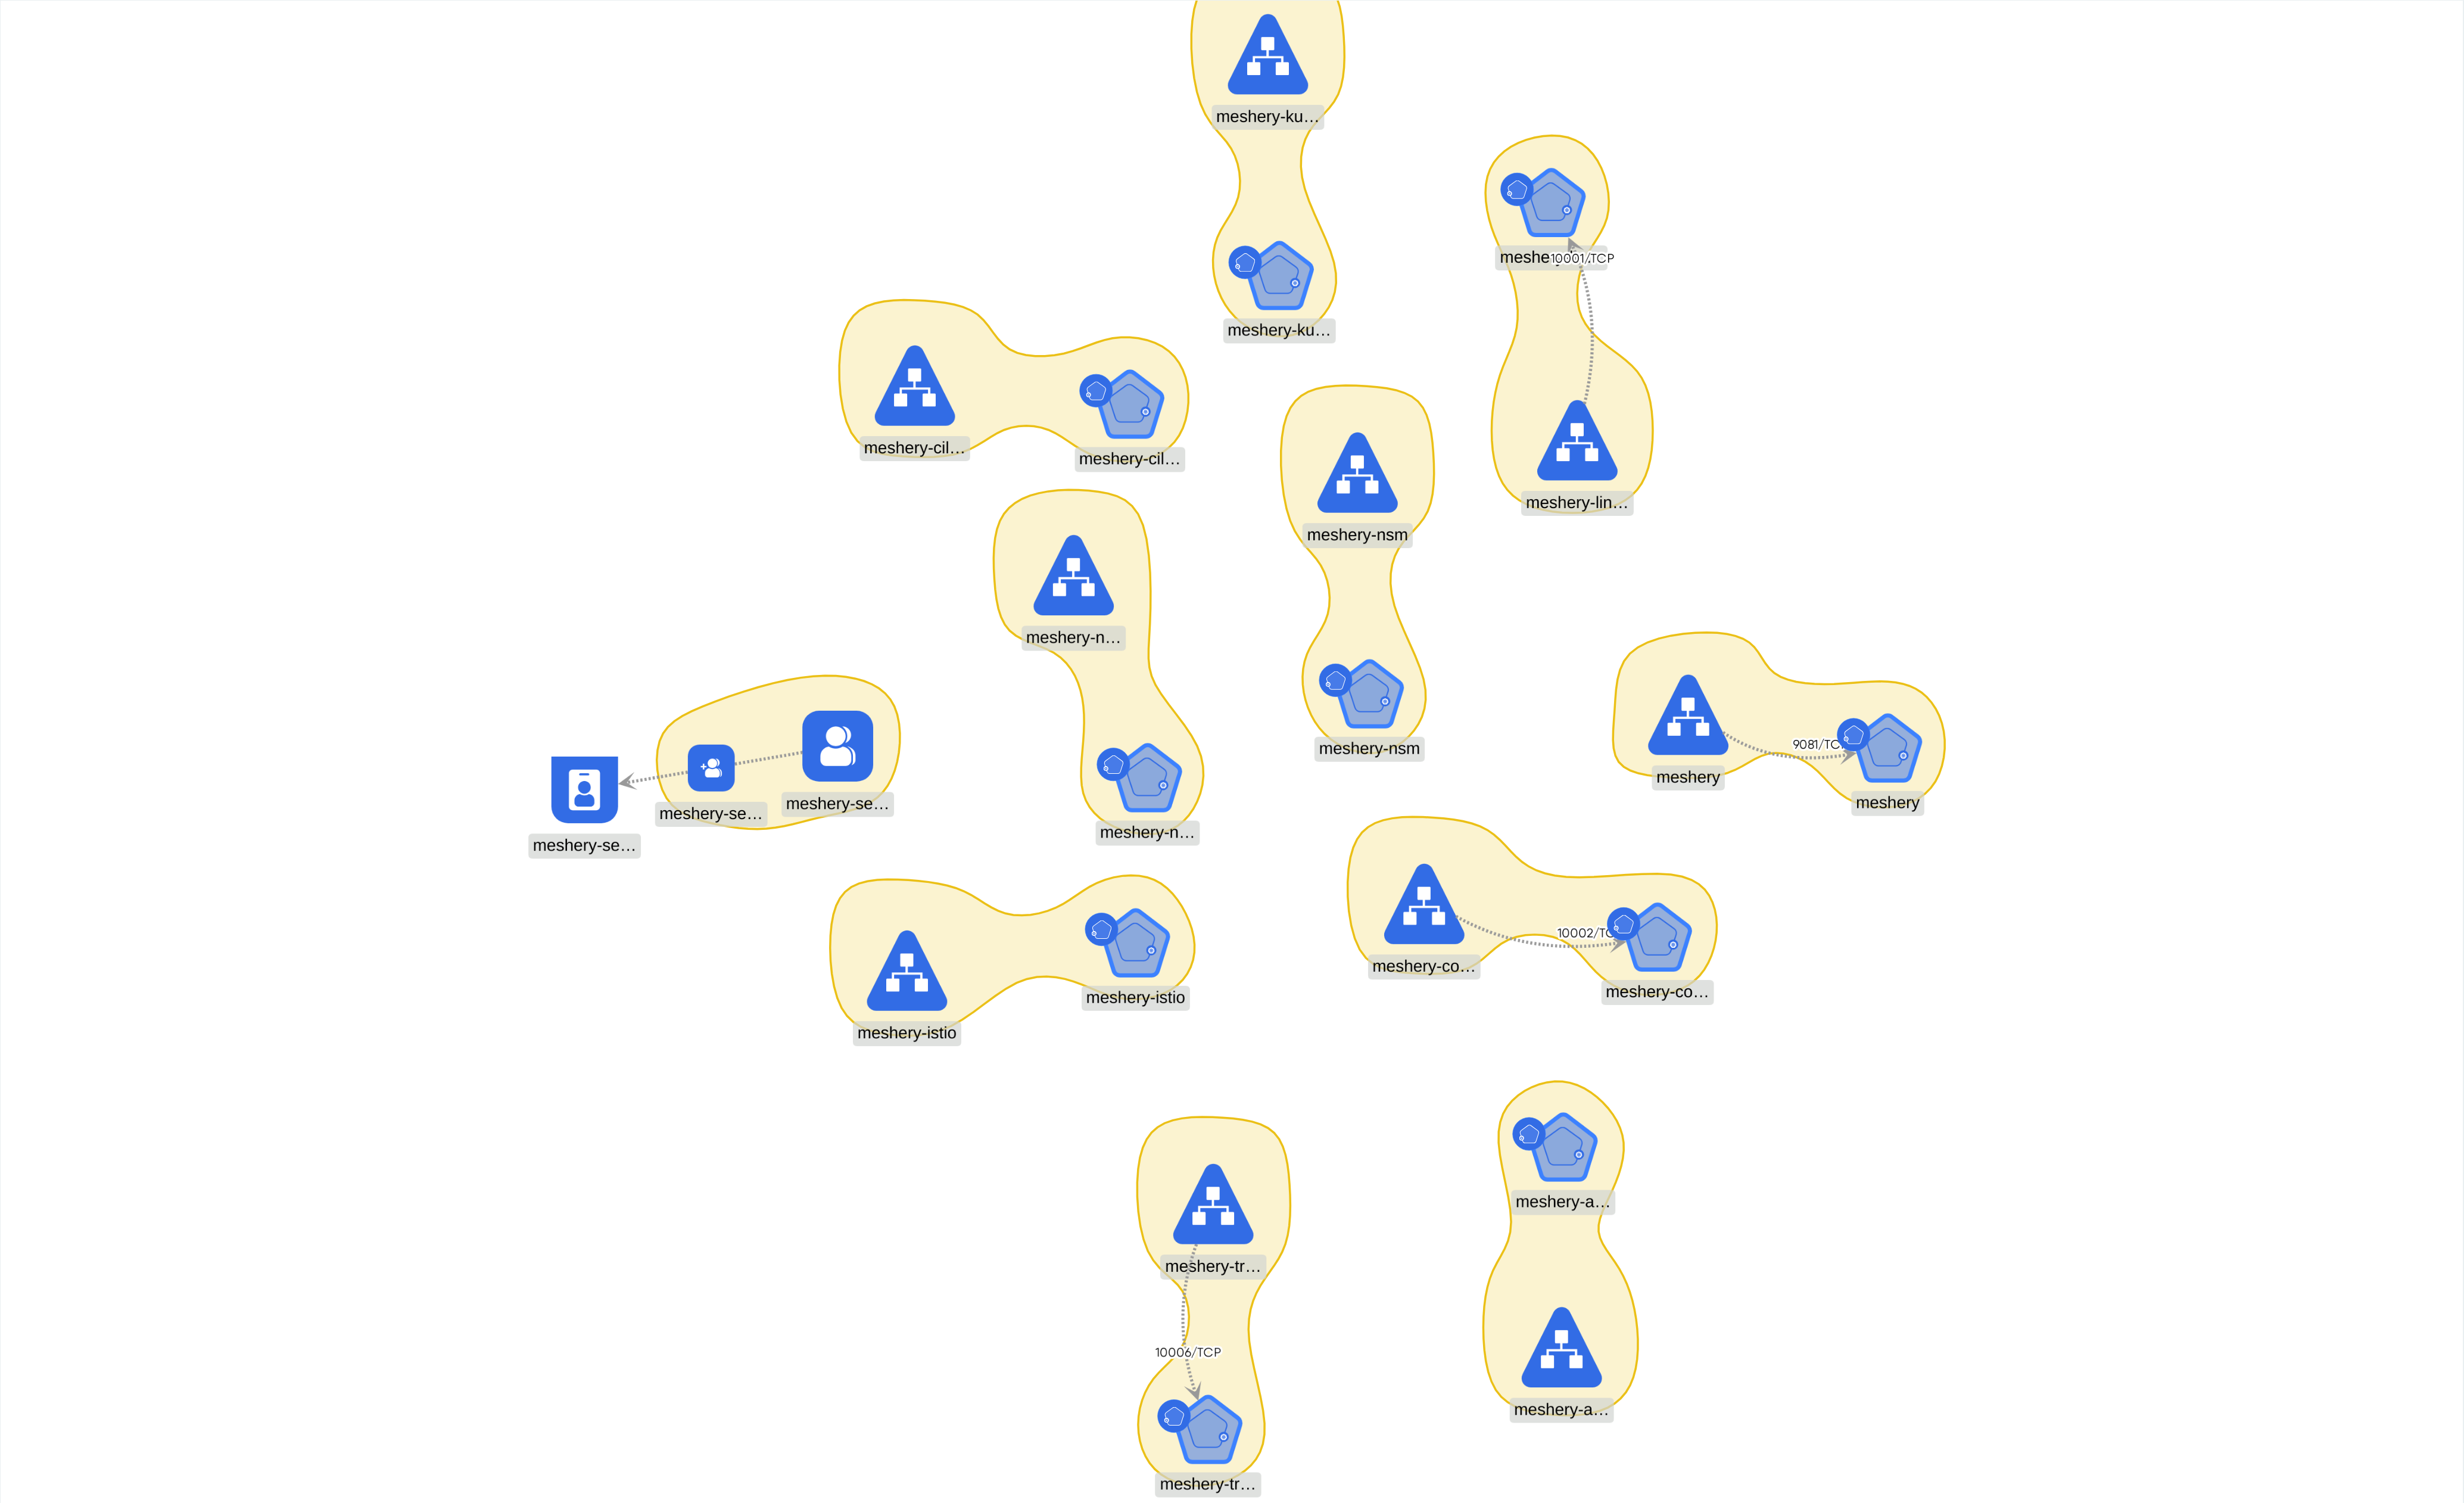 meshery-ku…
meshery-ku…
10001/TCP
meshery-lin…
meshery-cil…
meshery-cil…
meshery-nsm
meshery-nsm
meshery-n…
meshery-n…
meshery-se…
meshery-se…
meshery-se…
meshery
9081/TC
meshery
meshery-co…
10002/TC
meshery-co…
meshery-istio
meshery-istio
meshery-tr…
10006/TCP
meshery-tr…
meshery-a…
meshery-a…